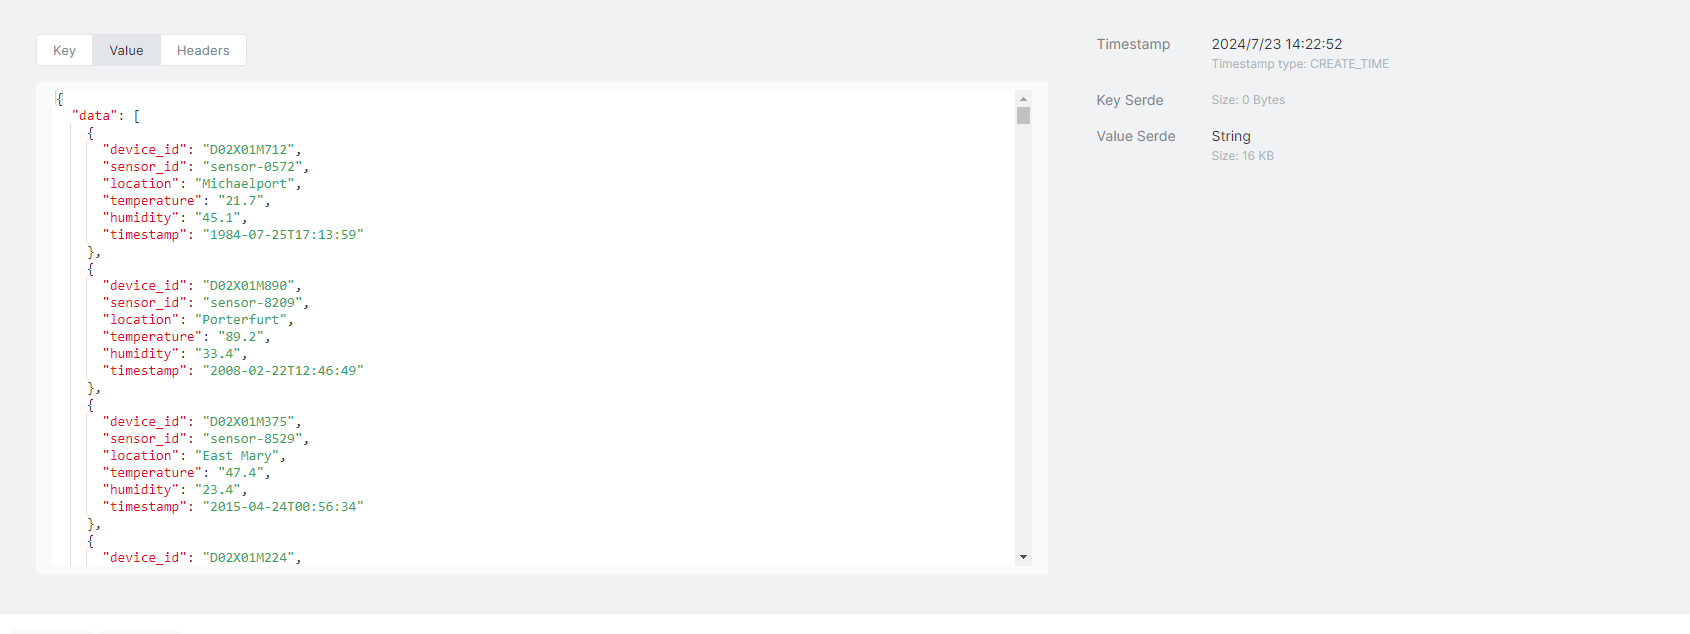 Key Value Headers
{
"data": [
{
"device_id": "D02X01M712",
"sensor_id": "sensor-0572",
"location": "Michaelport",
"temperature": "21.7",
"humidity": "45.1",
"timestamp": "1984-07-25T17:13:59"
},
{
"device_id": "D02X01M890",
"sensor_id": "sensor-8209",
"location": "Porterfurt",
"temperature": "89.2",
"humidity": "33.4",
"timestamp": "2008-02-22T12:46:49"
},
{
"device_id": "D02X01M375",
"sensor_id": "sensor-8529",
"location": "East Mary",
"temperature": "47.4",
"humidity": "23.4",
"timestamp": "2015-04-24T00:56:34"
},
{
"device_id": "D02X01M224",
Timestamp 2024/7/23 14:22:52
Timestamp type: CREATE_TIME
Key Serde Size: 0 Bytes
Value Serde String
Size: 16 KB